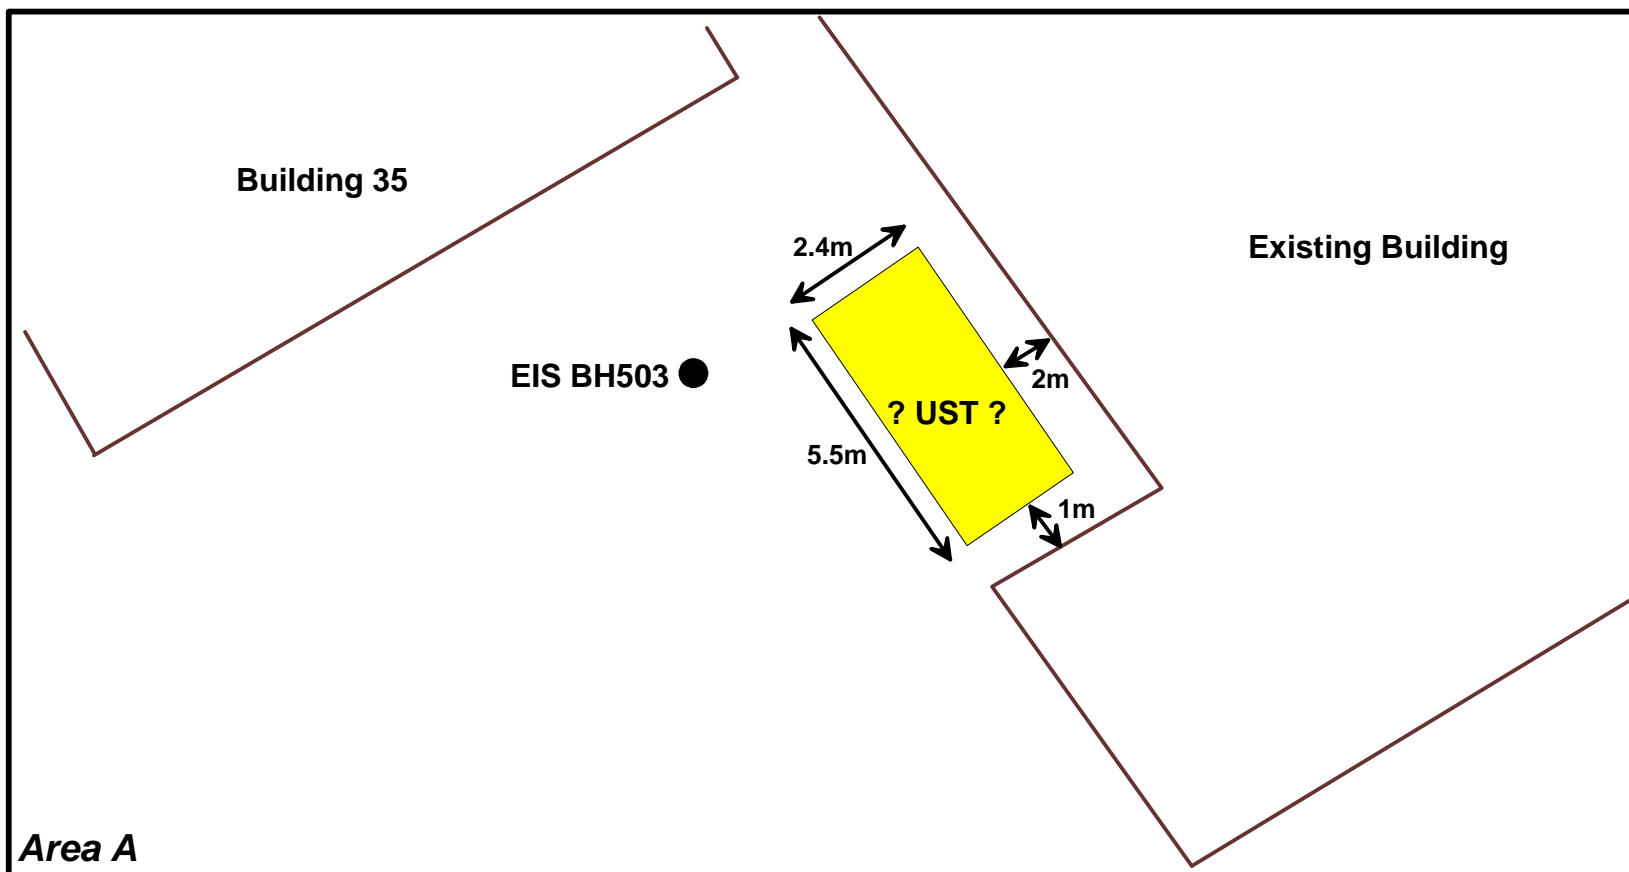 Building 35
2.4m
Existing Building
EIS BH503
2m
? UST ?
5.5m
1m
Area A